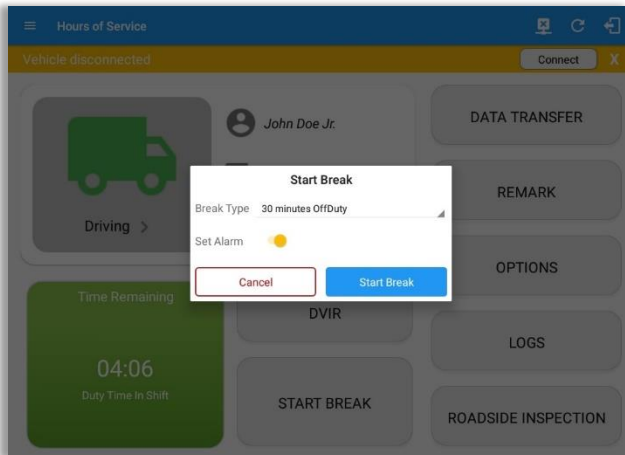 Hours of Service
Vehicle disconnected
Connect X
John Doe Jr.
Driving >
DATA TRANSFER
REMARK
OPTIONS
LOGS
ROADSIDE INSPECTION
Start Break
Break Type 30 minutes OffDuty
Set Alarm
Cancel Start Break
Time Remaining
04:06
Duty Time In Shift
DVIR
START BREAK